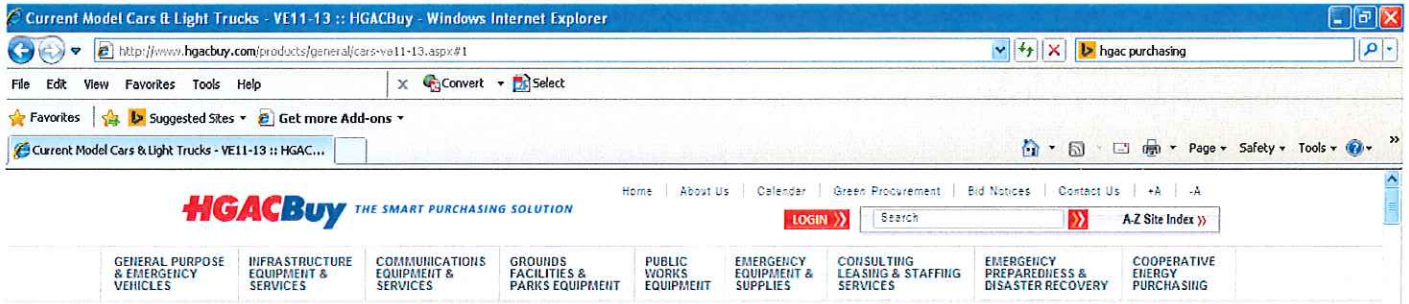 Current Model Cars & Light Trucks - VE11-13 :: HGACBuy - Windows Internet Explorer
http://www.hgacbuy.com/products/general/cars-ve11-13.aspx#1
hgac purchasing
File Edit View Favorites Tools Help
x Convert Select
Favorites Suggested Sites Get more Add-ons
Current Model Cars & Light Trucks - VE11-13 :: HGAC...
Page Safety Tools »
Home | About Us | Calendar | Green Procurement | Bid Notices | Contact Us | +A | -A
HGACBuy THE SMART PURCHASING SOLUTION
LOGIN » Search » A-Z Site Index »
GENERAL PURPOSE & EMERGENCY VEHICLES
INFRASTRUCTURE EQUIPMENT & SERVICES
COMMUNICATIONS EQUIPMENT & SERVICES
GROUNDS FACILITIES & PARKS EQUIPMENT
PUBLIC WORKS EQUIPMENT
EMERGENCY EQUIPMENT & SUPPLIES
CONSULTING LEASING & STAFFING SERVICES
EMERGENCY PREPAREDNESS & DISASTER RECOVERY
COOPERATIVE ENERGY PURCHASING